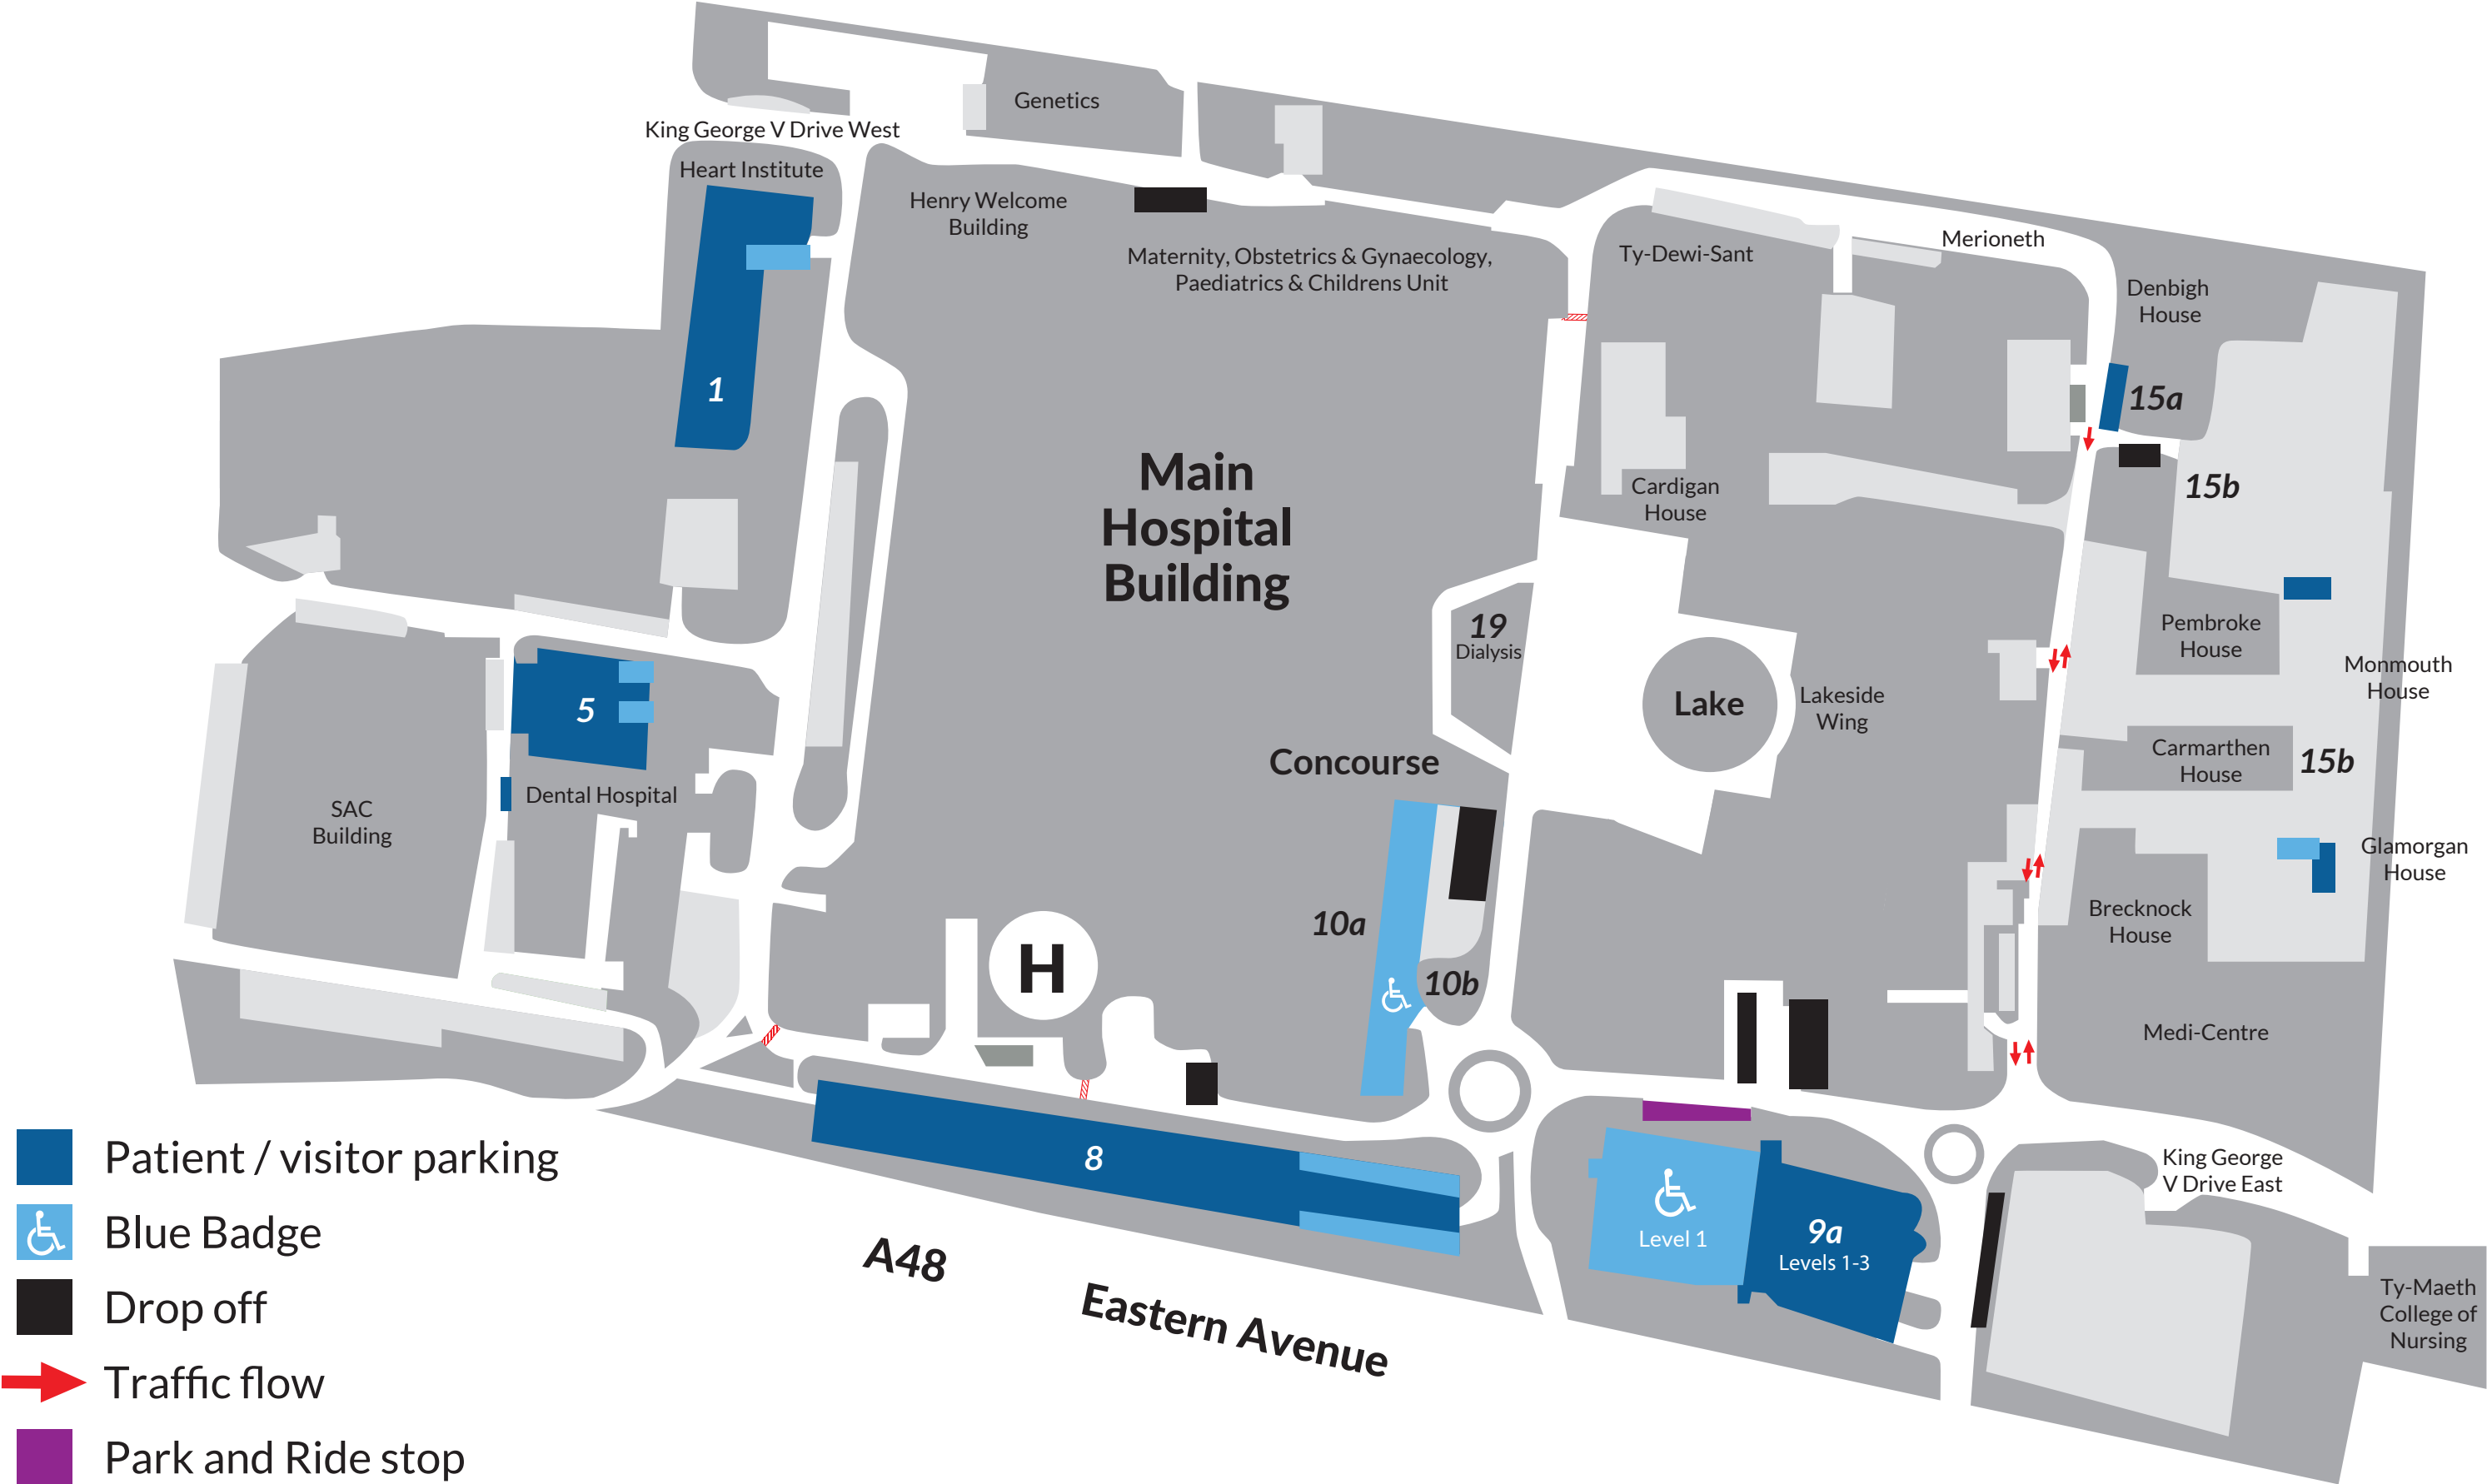 Genetics
King George V Drive West
Heart Institute
Henry Welcome
Building
Maternity, Obstetrics & Gynaecology,
Paediatrics & Childrens Unit
Ty-Dewi-Sant
Merioneth
Denbigh
House
1
15a
15b
Main
Hospital
Building
Cardigan
House
19
Dialysis
Pembroke
House
Monmouth
House
Lake
Lakeside
Wing
5
Concourse
Carmarthen
House
15b
Dental Hospital
SAC
Building
Glamorgan
House
10a
Brecknock
House
H
10b
Medi-Centre
8
King George
V Drive East
Level 1
9a
Levels 1-3
A48
Eastern Avenue
Ty-Maeth
College of
Nursing
Patient / visitor parking
Blue Badge
Drop off
Traffic flow
Park and Ride stop